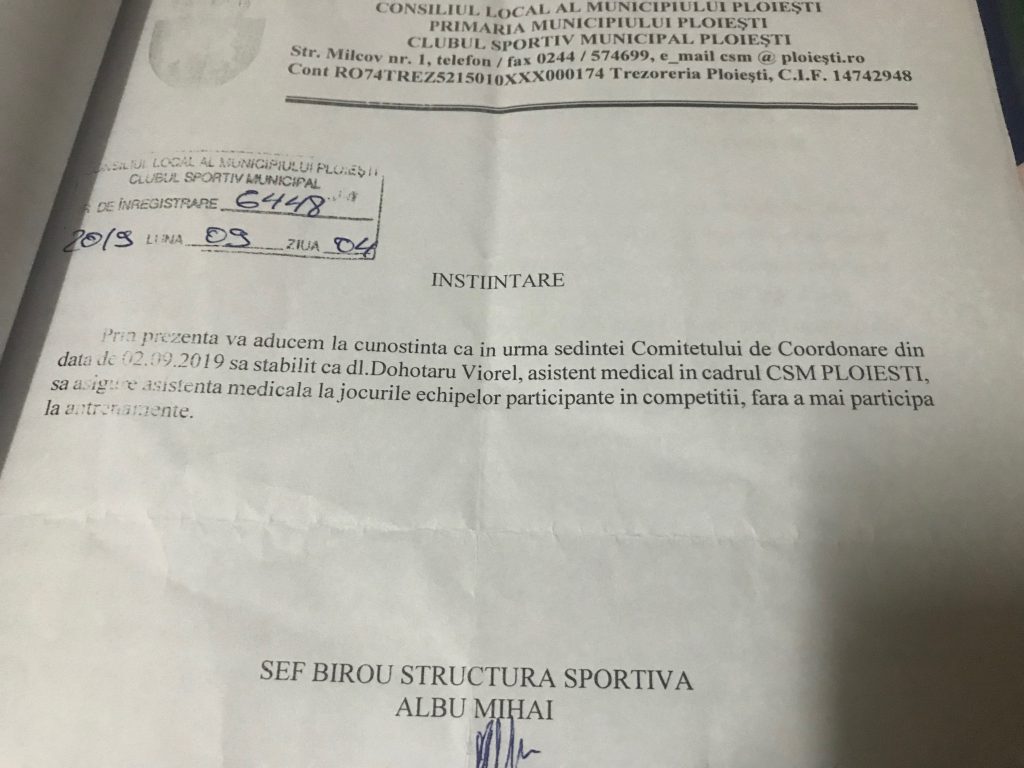 CONSILIUL LOCAL AL MUNICIPIULUI PLOIEŞTI
PRIMARIA MUNICIPIULUI PLOIEŞTI
CLUBUL SPORTIV MUNICIPAL PLOIEŞTI
Str. Milcov nr. 1, telefon / fax 0244 / 574699, e_mail csm @ ploieşti.ro
Cont RO74TREZ5215010XXX000174 Trezoreria Ploieşti, C.I.F. 14742948
LOCAL AL MUNICIPIULUI PLOIEŞTI
CLUBUL SPORTIV MUNICIPAL
DE ÎNREGISTRARE 6448
2019 LUNA 09 ZIUA 04
INSTIINTARE
Prin prezenta va aducem la cunostinta ca in urma sedintei Comitetului de Coordonare din
data de 02.09.2019 sa stabilit ca dl.Dohotaru Viorel, asistent medical in cadrul CSM PLOIESTI,
sa asigure asistenta medicala la jocurile echipelor participante in competitii, fara a mai participa
la antrenamente.
SEF BIROU STRUCTURA SPORTIVA
ALBU MIHAI